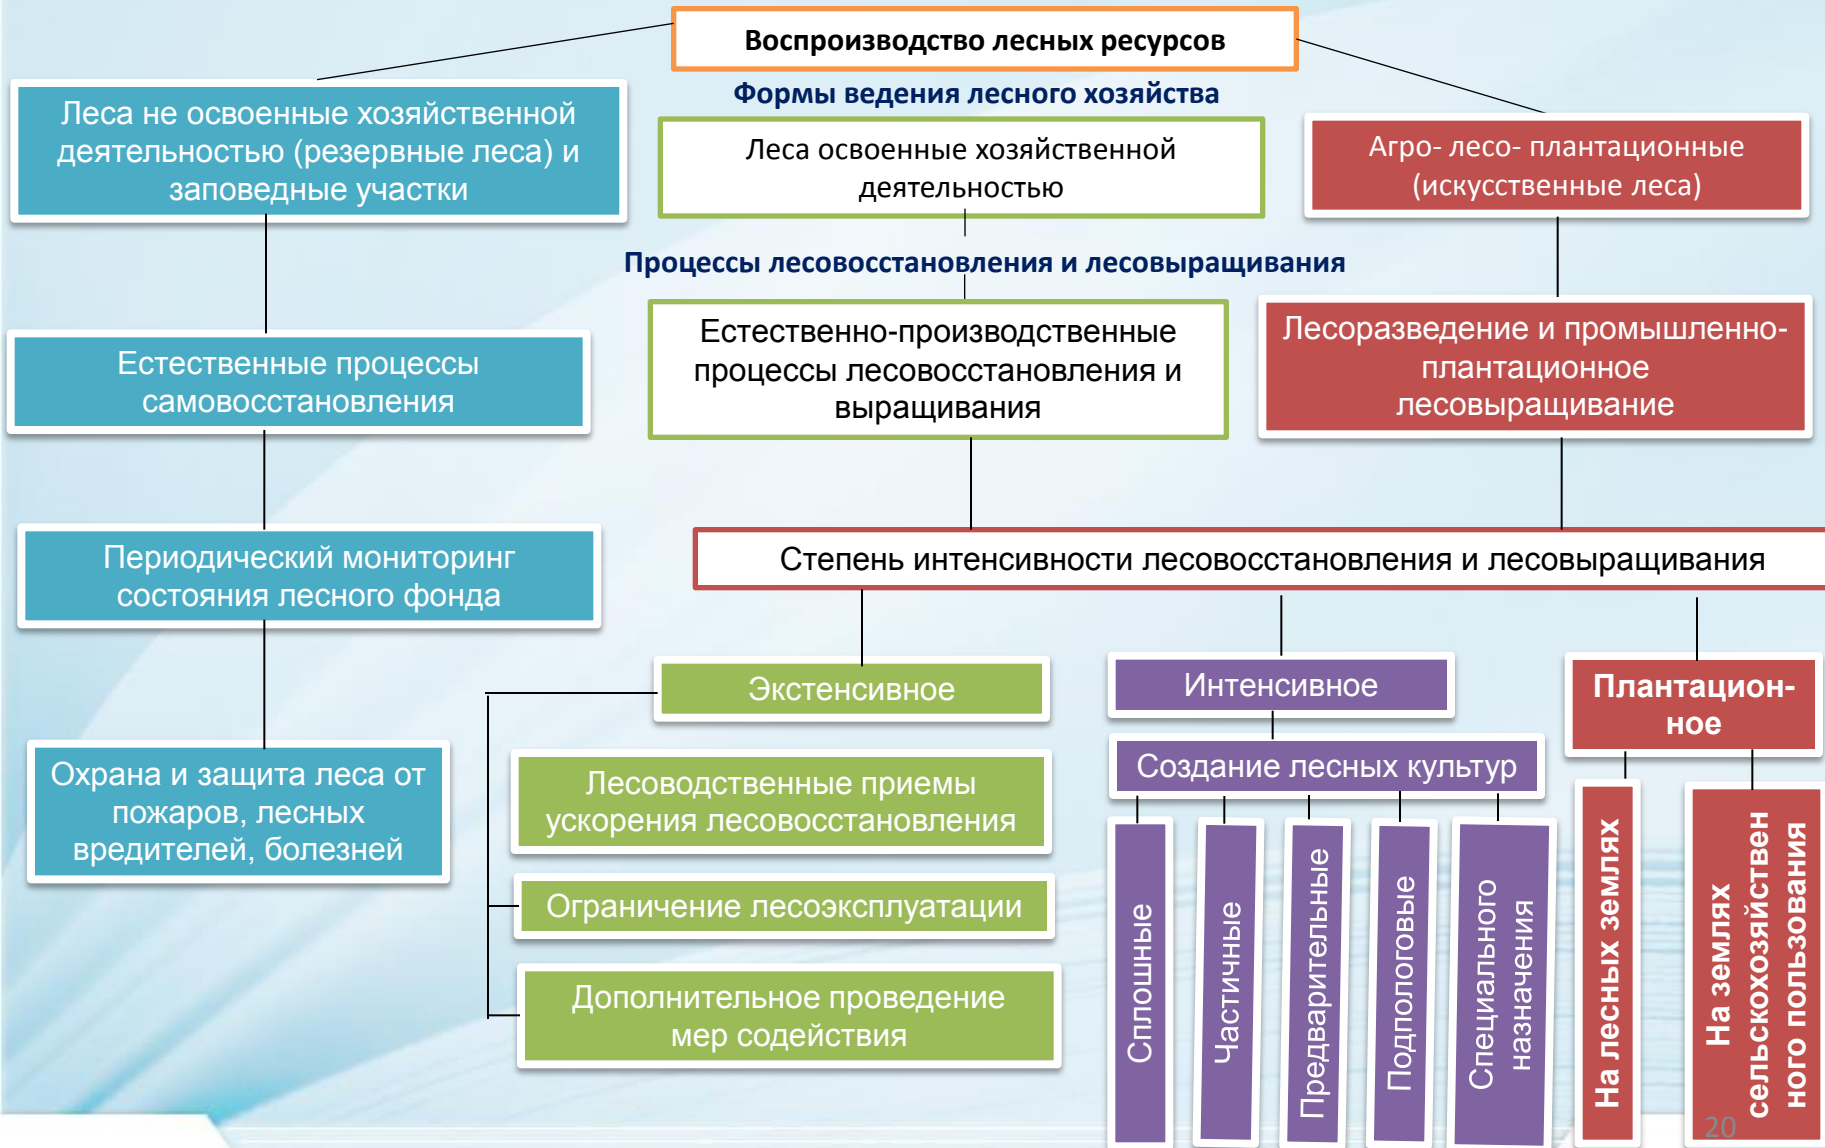 Воспроизводство лесных ресурсов
Формы ведения лесного хозяйства
Леса не освоенные хозяйственной
деятельностью (резервные леса) и
заповедные участки
Леса освоенные хозяйственной
деятельностью
Агро- лесо- плантационные
(искусственные леса)
Процессы лесовосстановления и лесовыращивания
Естественные процессы
самовосстановления
Естественно-производственные
процессы лесовосстановления и
выращивания
Лесоразведение и промышленно-
плантационное
лесовыращивание
Периодический мониторинг
состояния лесного фонда
Степень интенсивности лесовосстановления и лесовыращивания
Охрана и защита леса от
пожаров, лесных
вредителей, болезней
Экстенсивное
Лесоводственные приемы
ускорения лесовосстановления
Ограничение лесоэксплуатации
Дополнительное проведение
мер содействия
Интенсивное
Создание лесных культур
Сплошные
Частичные
Предварительные
Подпологовые
Специального
назначения
Плантацион-
ное
На лесных землях
На землях
сельскохозяйствен
ного пользования
20